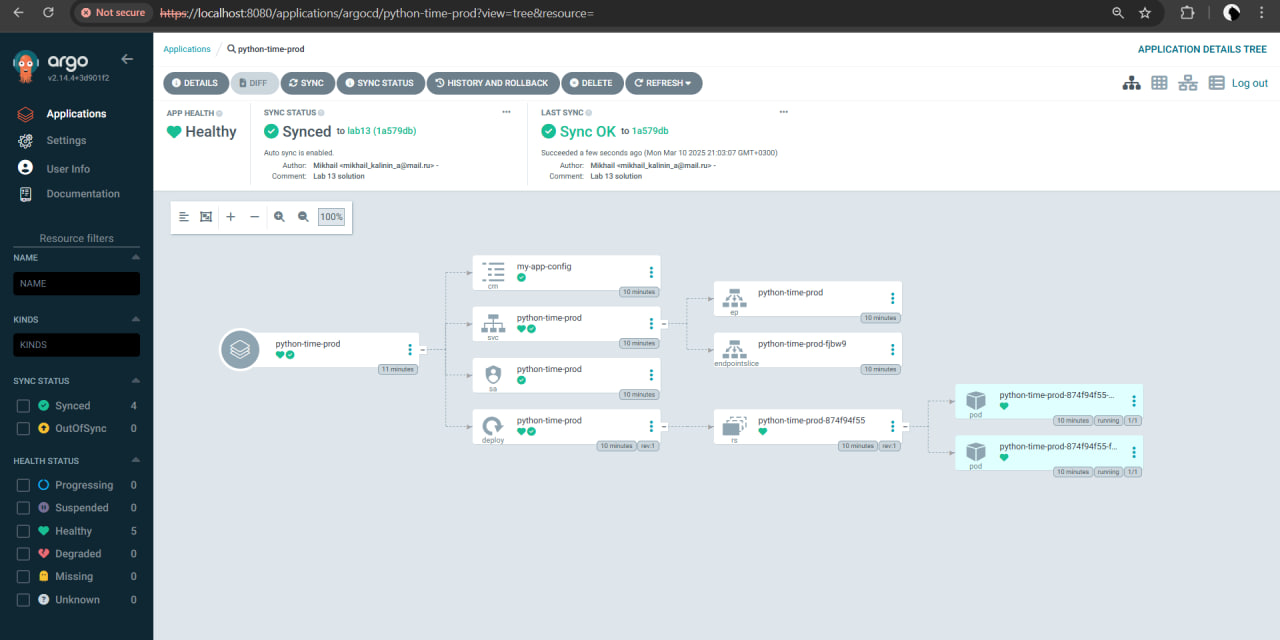 Not secure https://localhost:8080/applications/argocd/python-time-prod?view=tree&resource=
argo
v2.14.4+3d901f2
Applications
Settings
User Info
Documentation
Resource filters
NAME
NAME
KINDS
KINDS
SYNC STATUS
Synced 4
OutOfSync 0
HEALTH STATUS
Progressing 0
Suspended 0
Healthy 5
Degraded 0
Missing 0
Unknown 0
Applications / python-time-prod
APPLICATION DETAILS TREE
DETAILS DIFF SYNC SYNC STATUS HISTORY AND ROLLBACK DELETE REFRESH
Log out
APP HEALTH
Healthy
SYNC STATUS
Synced to lab13 (1a579db)
Auto sync is enabled.
Author: Mikhail <mikhail_kalinin_a@mail.ru> -
Comment: Lab 13 solution
LAST SYNC
Sync OK to 1a579db
Succeeded a few seconds ago (Mon Mar 10 2025 21:03:07 GMT+0300)
Author: Mikhail <mikhail_kalinin_a@mail.ru> -
Comment: Lab 13 solution
100%
python-time-prod
11 minutes
my-app-config
cm
10 minutes
python-time-prod
svc
10 minutes
python-time-prod
sa
10 minutes
python-time-prod
deploy
10 minutes rev:1
python-time-prod
ep
10 minutes
python-time-prod-fjbw9
endpointslice
10 minutes
python-time-prod-874f94f55
rs
10 minutes rev:1
python-time-prod-874f94f55-...
pod
10 minutes running 1/1
python-time-prod-874f94f55-f...
pod
10 minutes running 1/1